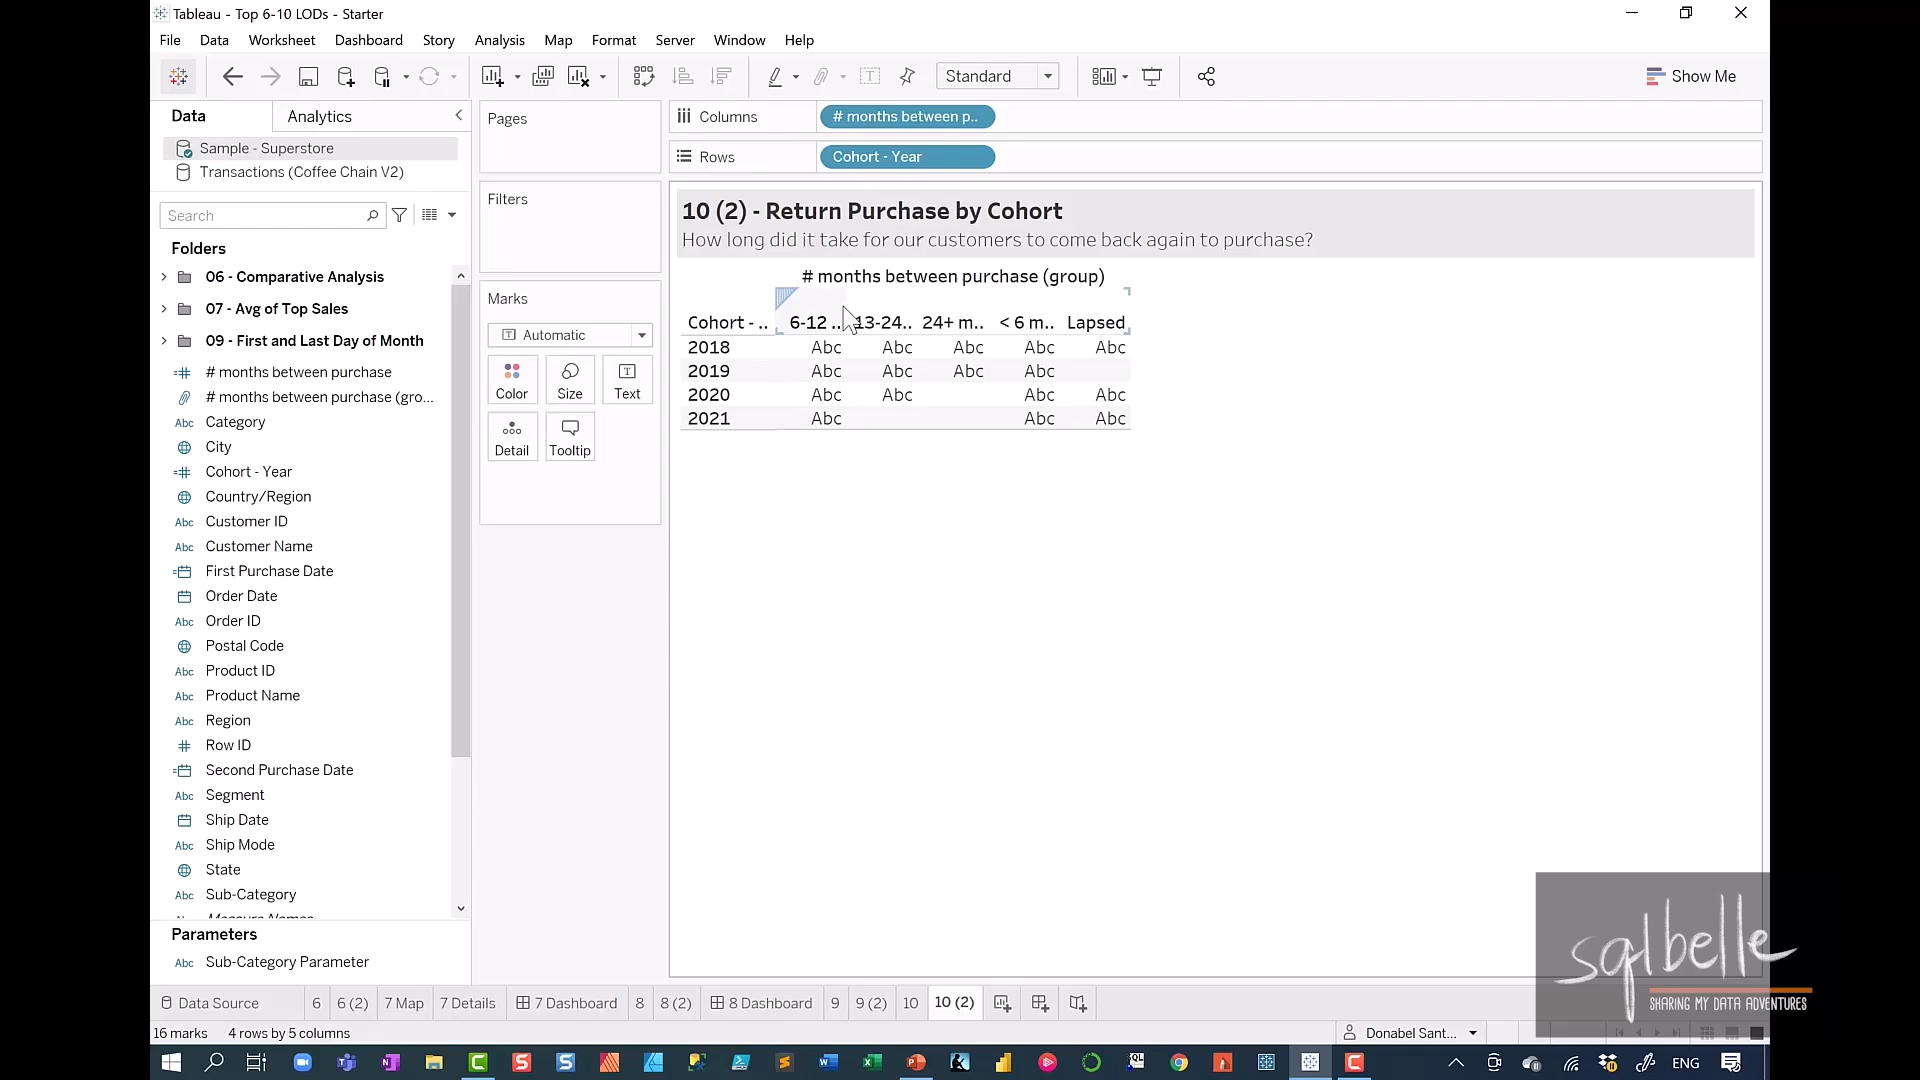 Tableau - Top 6-10 LODs - Starter
File Data Worksheet Dashboard Story Analysis Map Format Server Window Help
Standard
Show Me
Data Analytics
Sample - Superstore
Transactions (Coffee Chain V2)
Search
Folders
06 - Comparative Analysis
07 - Avg of Top Sales
09 - First and Last Day of Month
# months between purchase
# months between purchase (gro...
Category
City
Cohort - Year
Country/Region
Customer ID
Customer Name
First Purchase Date
Order Date
Order ID
Postal Code
Product ID
Product Name
Region
Row ID
Second Purchase Date
Segment
Ship Date
Ship Mode
State
Sub-Category
Measure Names
Parameters
Abc Sub-Category Parameter
Pages
Filters
Marks
Automatic
Color Size Text
Detail Tooltip
Columns # months between p..
Rows Cohort - Year
10 (2) - Return Purchase by Cohort
How long did it take for our customers to come back again to purchase?
# months between purchase (group)
Cohort - .. 6-12 .. 13-24.. 24+ m.. < 6 m.. Lapsed
2018 Abc Abc Abc Abc Abc
2019 Abc Abc Abc Abc
2020 Abc Abc Abc Abc
2021 Abc Abc Abc
sqlbelle
SHARING MY DATA ADVENTURES
Data Source 6 6 (2) 7 Map 7 Details 7 Dashboard 8 8 (2) 8 Dashboard 9 9 (2) 10 10 (2)
16 marks 4 rows by 5 columns
Donabel Sant...
ENG